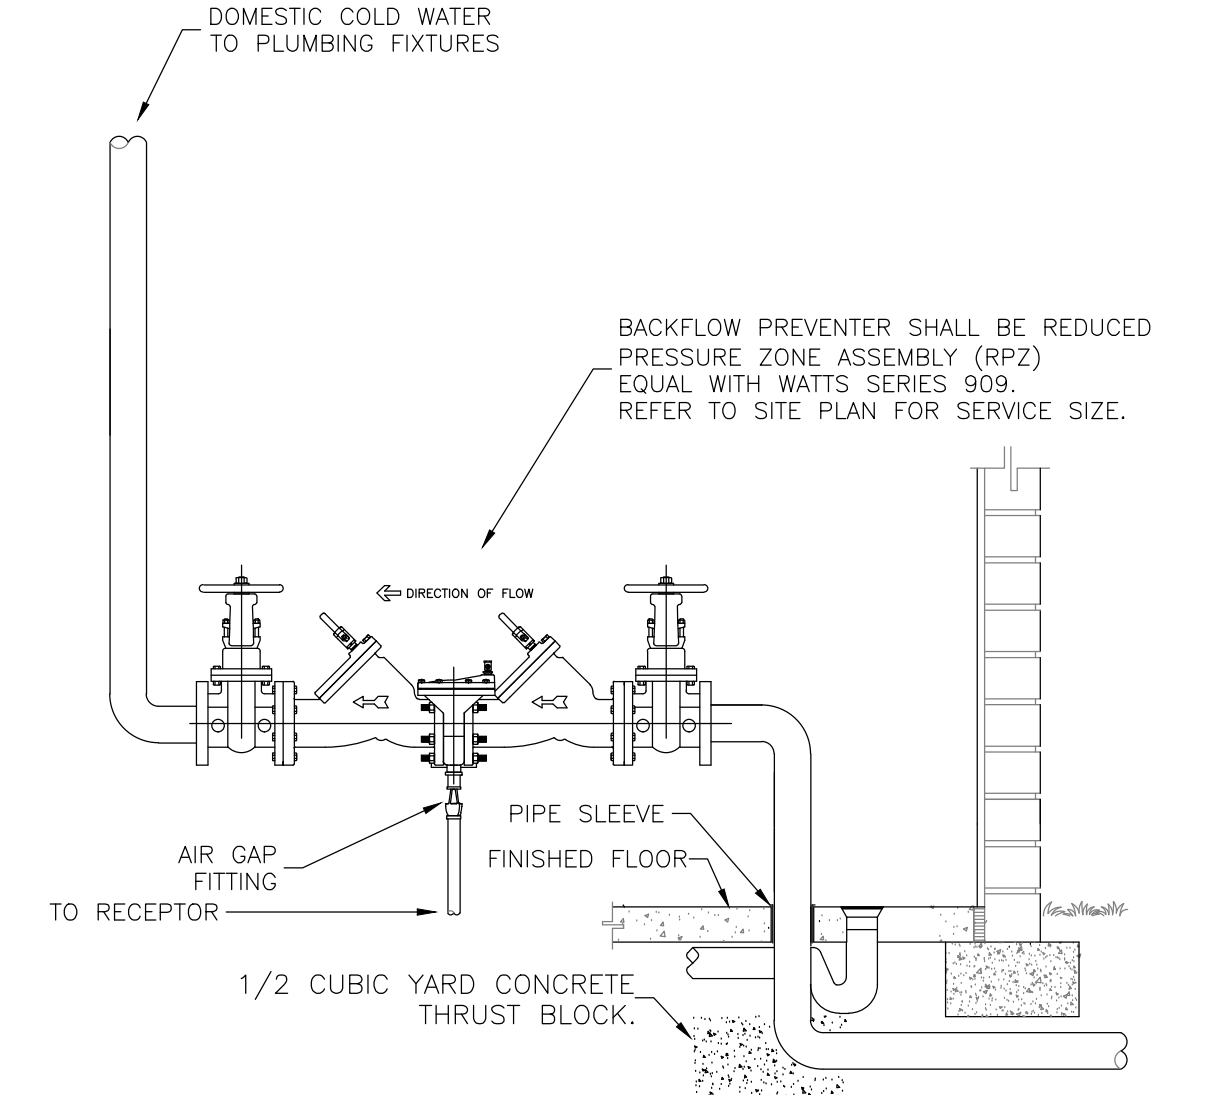 DOMESTIC COLD WATER
TO PLUMBING FIXTURES
BACKFLOW PREVENTER SHALL BE REDUCED
PRESSURE ZONE ASSEMBLY (RPZ)
EQUAL WITH WATTS SERIES 909.
REFER TO SITE PLAN FOR SERVICE SIZE.
DIRECTION OF FLOW
PIPE SLEEVE
FINISHED FLOOR
AIR GAP
FITTING
TO RECEPTOR
1/2 CUBIC YARD CONCRETE
THRUST BLOCK.